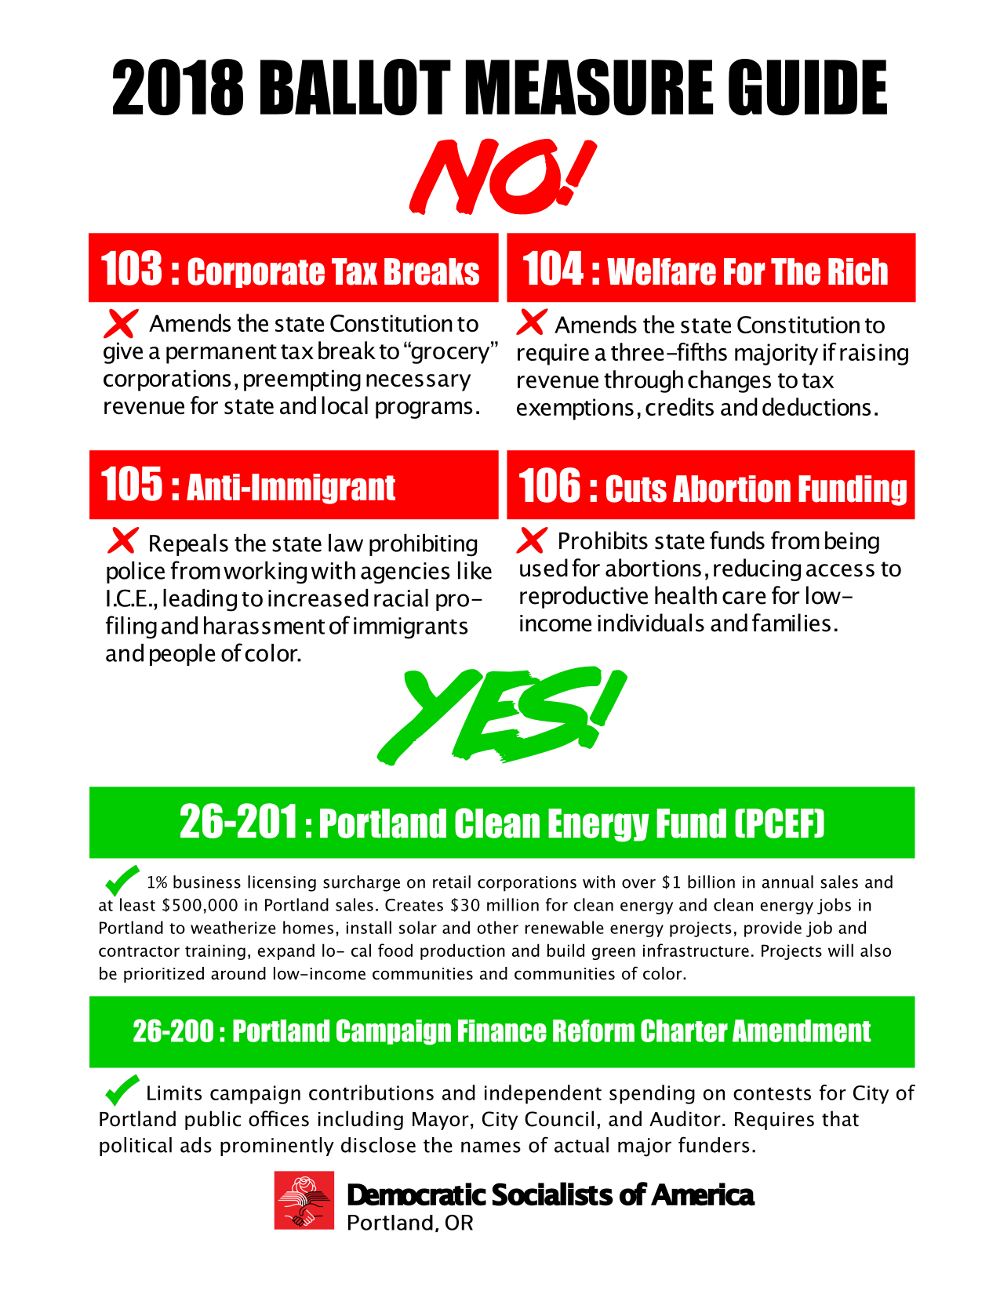 2018 BALLOT MEASURE GUIDE
NO!
103 : Corporate Tax Breaks
Amends the state Constitution to
give a permanent tax break to “grocery”
corporations, preempting necessary
revenue for state and local programs.
104 : Welfare For The Rich
Amends the state Constitution to
require a three-fifths majority if raising
revenue through changes to tax
exemptions, credits and deductions.
105 : Anti-Immigrant
Repeals the state law prohibiting
police from working with agencies like
I.C.E., leading to increased racial pro-
filing and harassment of immigrants
and people of color.
106 : Cuts Abortion Funding
Prohibits state funds from being
used for abortions, reducing access to
reproductive health care for low-
income individuals and families.
YES!
26-201 : Portland Clean Energy Fund (PCEF)
1% business licensing surcharge on retail corporations with over $1 billion in annual sales and
at least $500,000 in Portland sales. Creates $30 million for clean energy and clean energy jobs in
Portland to weatherize homes, install solar and other renewable energy projects, provide job and
contractor training, expand lo- cal food production and build green infrastructure. Projects will also
be prioritized around low-income communities and communities of color.
26-200 : Portland Campaign Finance Reform Charter Amendment
Limits campaign contributions and independent spending on contests for City of
Portland public offices including Mayor, City Council, and Auditor. Requires that
political ads prominently disclose the names of actual major funders.
Democratic Socialists of America
Portland, OR